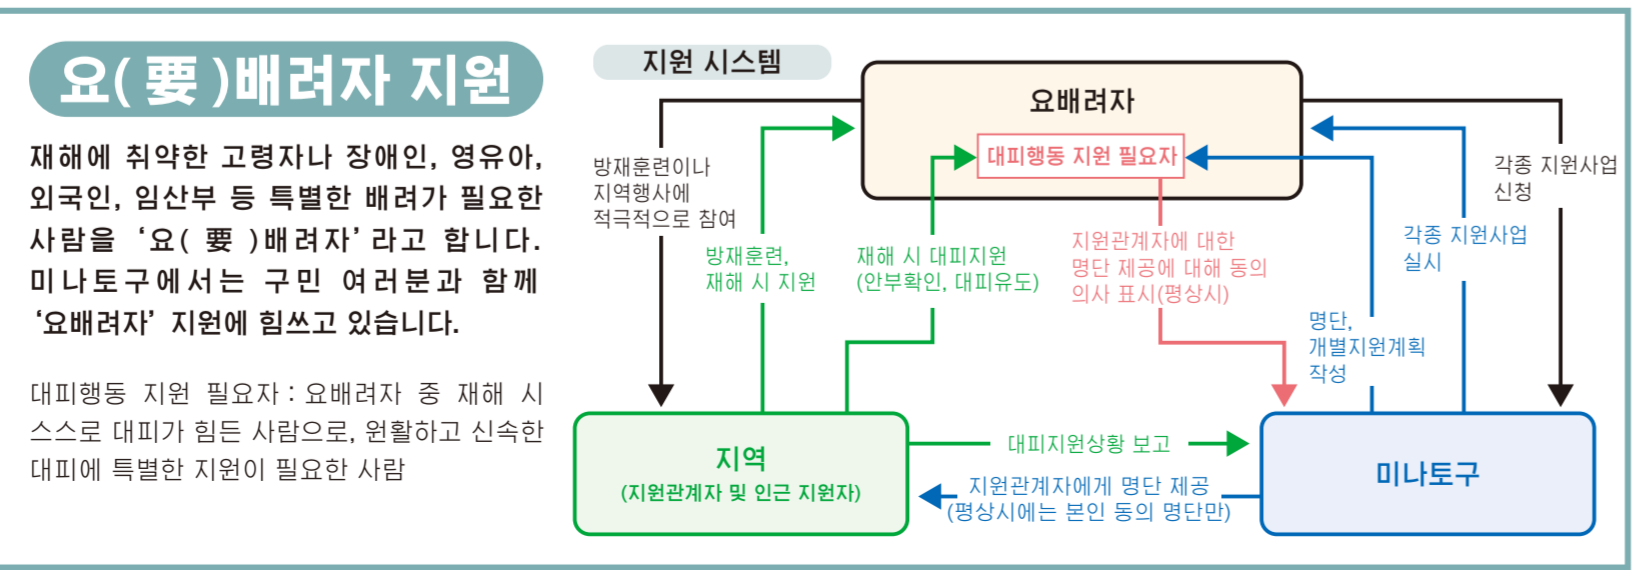 요( 要 )배려자 지원
재해에 취약한 고령자나 장애인, 영유아,
외국인, 임산부 등 특별한 배려가 필요한
사람을 ‘요( 要 )배려자’ 라고 합니다.
미나토구에서는 구민 여러분과 함께
‘요배려자’ 지원에 힘쓰고 있습니다.
대피행동 지원 필요자 : 요배려자 중 재해 시
스스로 대피가 힘든 사람으로, 원활하고 신속한
대피에 특별한 지원이 필요한 사람
지원 시스템
요배려자
대피행동 지원 필요자
방재훈련이나
지역행사에
적극적으로 참여
방재훈련,
재해 시 지원
재해 시 대피지원
(안부확인, 대피유도)
지원관계자에 대한
명단 제공에 대해 동의
의사 표시(평상시)
명단,
개별지원계획
작성
각종 지원사업
실시
각종 지원사업
신청
지역
(지원관계자 및 인근 지원자)
대피지원상황 보고
지원관계자에게 명단 제공
(평상시에는 본인 동의 명단만)
미나토구